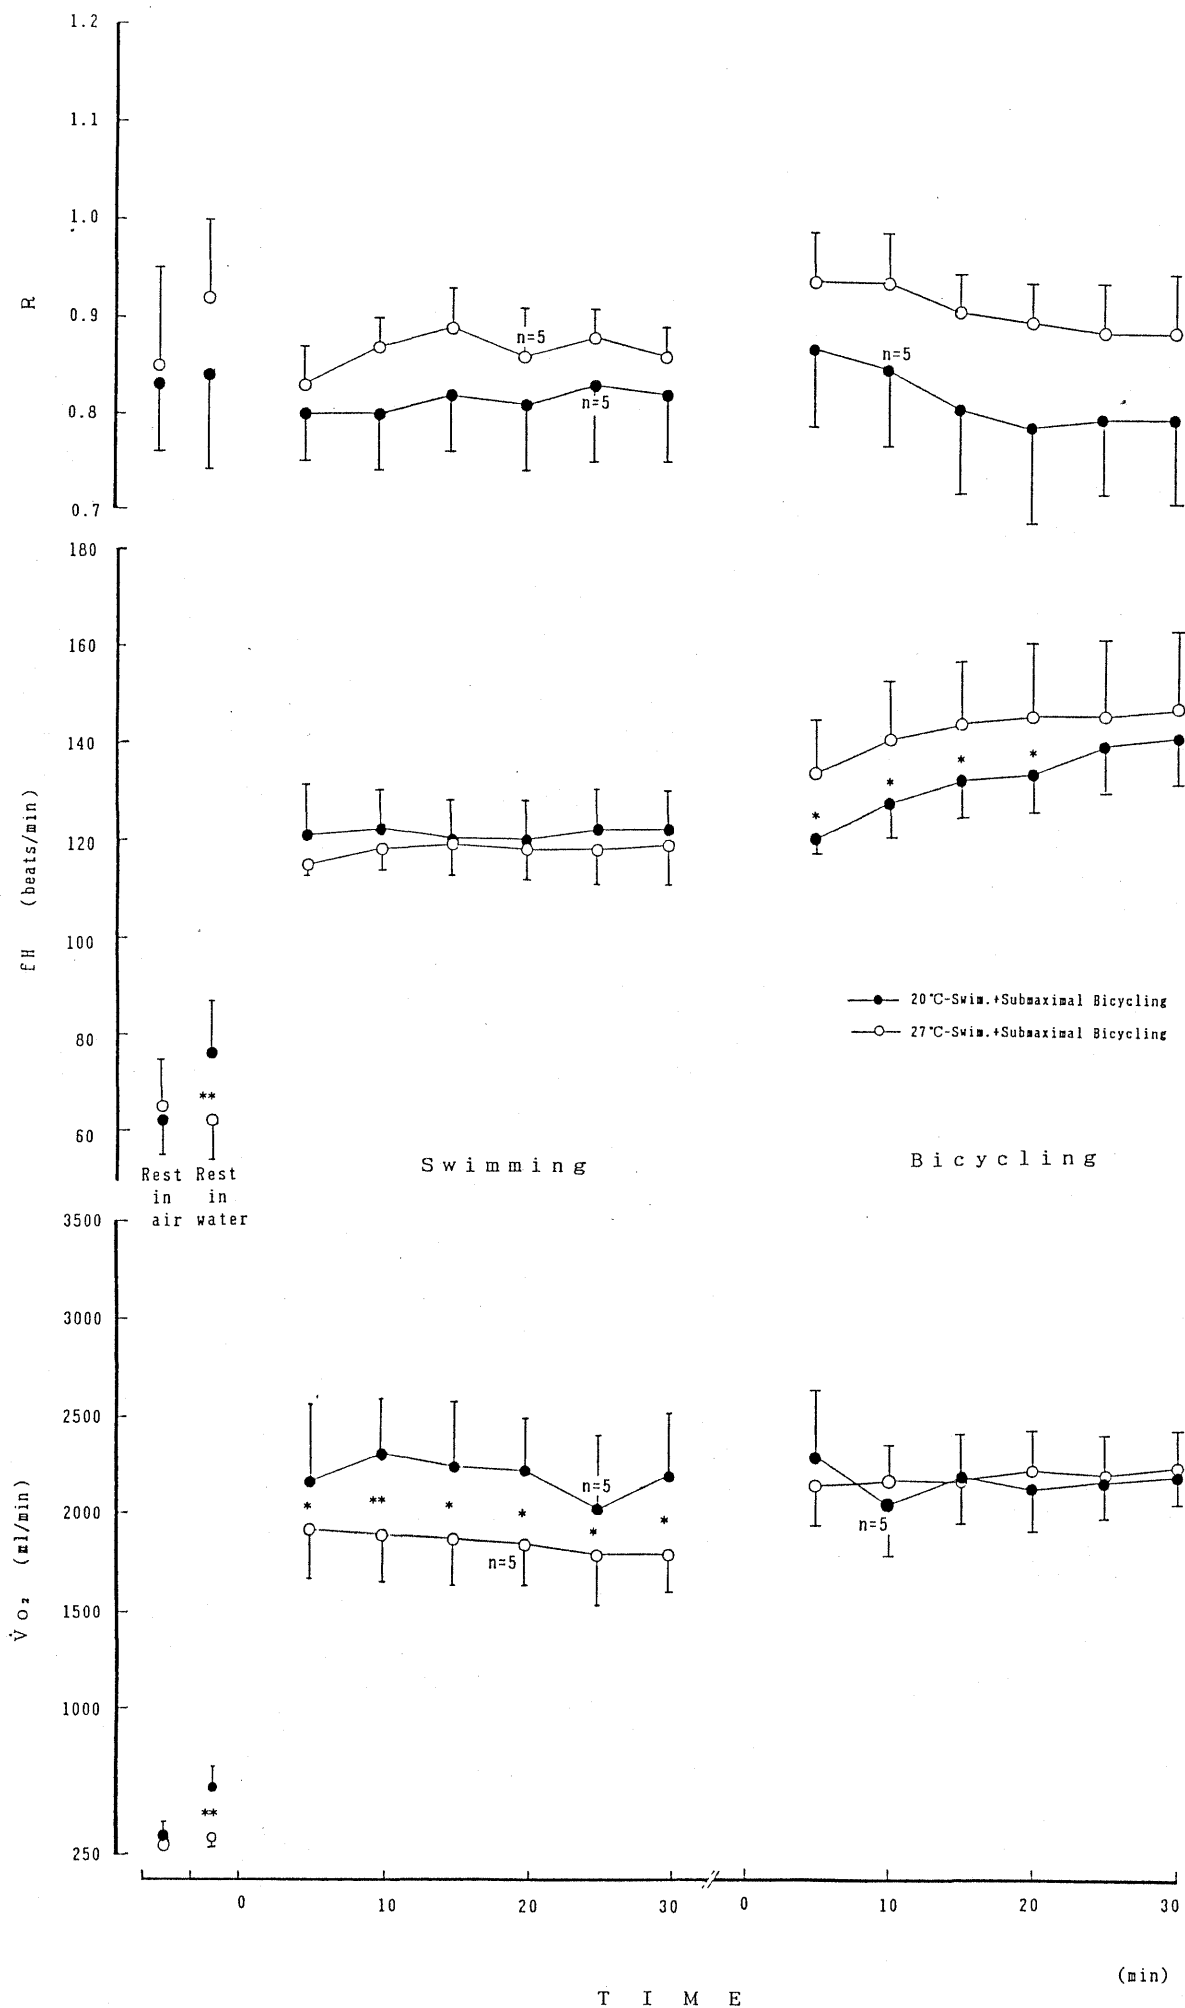 1.2
1.1
1.0
0.9
0.8
0.7
R
n=5
n=5
n=5
180
160
140
120
100
80
60
fH (beats/min)
*
*
*
*
**
20℃-Swim.+Submaximal Bicycling
27℃-Swim.+Submaximal Bicycling
Rest Rest
in in
air water
Swimming
Bicycling
3500
3000
2500
2000
1500
1000
250
V̇O₂ (ml/min)
n=5
* ** * * * *
n=5
n=5
**
0 10 20 30 0 10 20 30
(min)
TIME